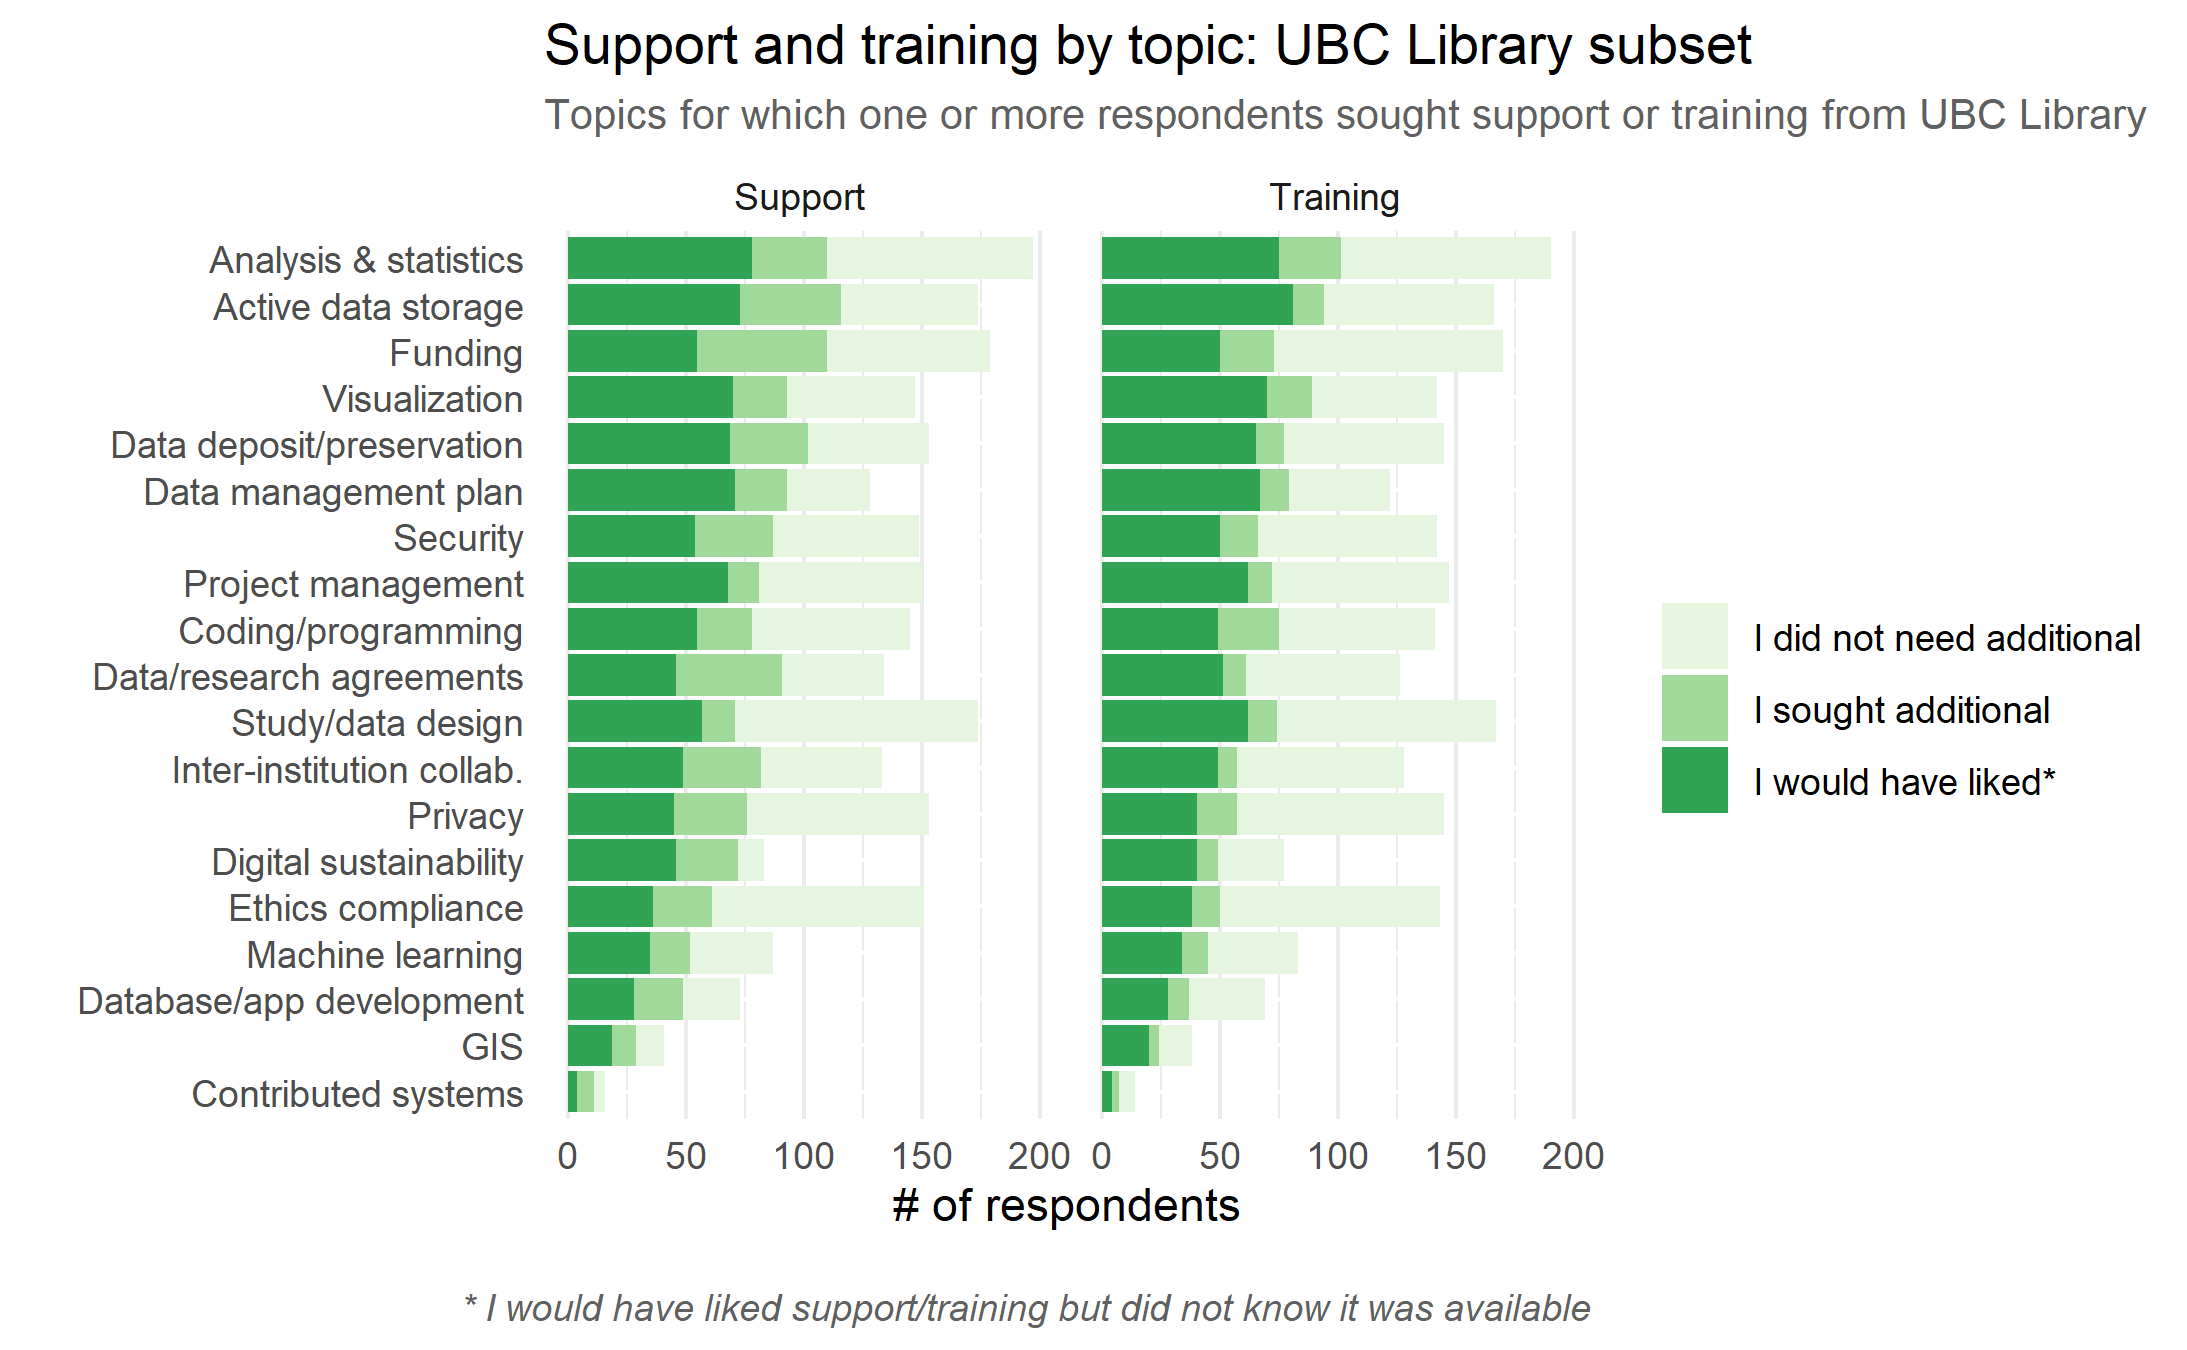 Support and training by topic: UBC Library subset
Topics for which one or more respondents sought support or training from UBC Library
Support
Training
Analysis & statistics
Active data storage
Funding
Visualization
Data deposit/preservation
Data management plan
Security
Project management
Coding/programming
Data/research agreements
Study/data design
Inter-institution collab.
Privacy
Digital sustainability
Ethics compliance
Machine learning
Database/app development
GIS
Contributed systems
0 50 100 150 200 0 50 100 150 200
# of respondents
I did not need additional
I sought additional
I would have liked*
* I would have liked support/training but did not know it was available